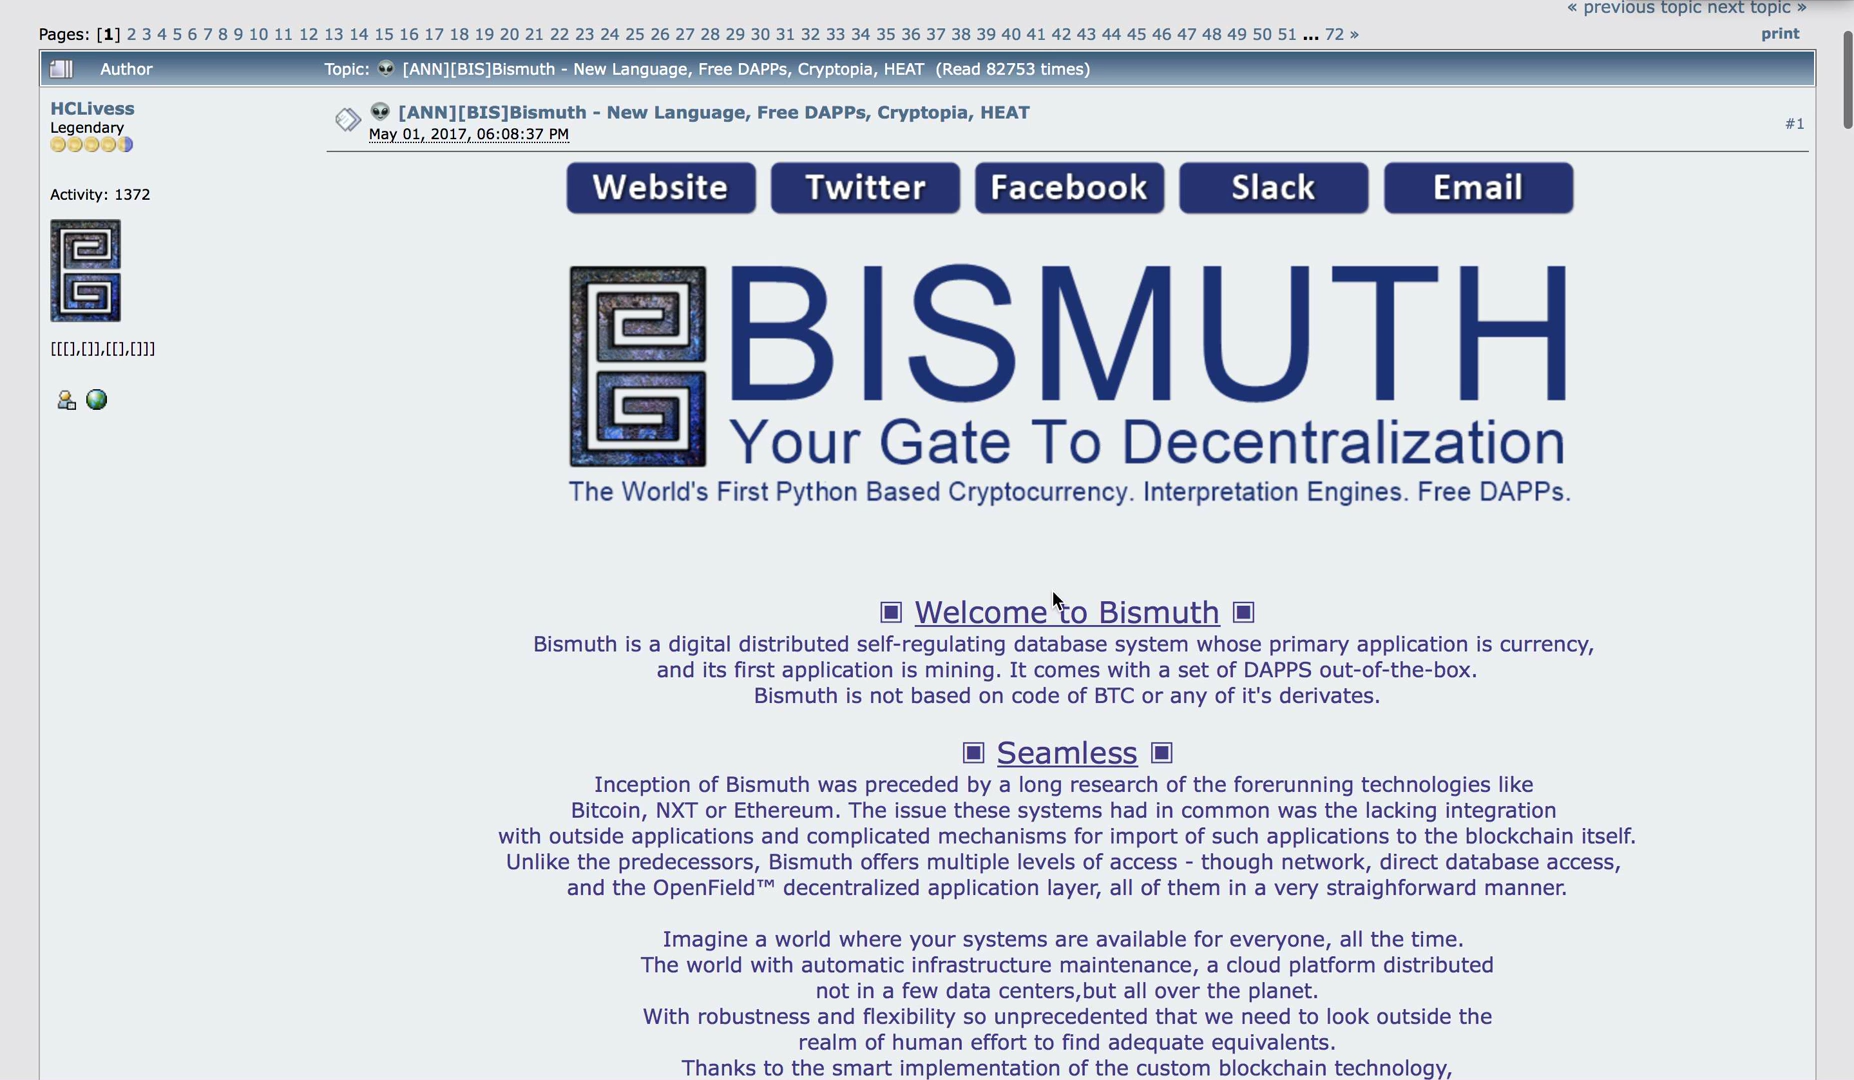 « previous topic next topic »
Pages: [1] 2 3 4 5 6 7 8 9 10 11 12 13 14 15 16 17 18 19 20 21 22 23 24 25 26 27 28 29 30 31 32 33 34 35 36 37 38 39 40 41 42 43 44 45 46 47 48 49 50 51 ... 72 » print
Author Topic: [ANN][BIS]Bismuth - New Language, Free DAPPs, Cryptopia, HEAT (Read 82753 times)
HCLivess
Legendary
Activity: 1372
[[[],[]],[[],[]]]
[ANN][BIS]Bismuth - New Language, Free DAPPs, Cryptopia, HEAT
May 01, 2017, 06:08:37 PM
#1
Website Twitter Facebook Slack Email
BISMUTH
Your Gate To Decentralization
The World's First Python Based Cryptocurrency. Interpretation Engines. Free DAPPs.
▣ Welcome to Bismuth ▣
Bismuth is a digital distributed self-regulating database system whose primary application is currency,
and its first application is mining. It comes with a set of DAPPS out-of-the-box.
Bismuth is not based on code of BTC or any of it's derivates.
▣ Seamless ▣
Inception of Bismuth was preceded by a long research of the forerunning technologies like
Bitcoin, NXT or Ethereum. The issue these systems had in common was the lacking integration
with outside applications and complicated mechanisms for import of such applications to the blockchain itself.
Unlike the predecessors, Bismuth offers multiple levels of access - though network, direct database access,
and the OpenField™ decentralized application layer, all of them in a very straighforward manner.
Imagine a world where your systems are available for everyone, all the time.
The world with automatic infrastructure maintenance, a cloud platform distributed
not in a few data centers,but all over the planet.
With robustness and flexibility so unprecedented that we need to look outside the
realm of human effort to find adequate equivalents.
Thanks to the smart implementation of the custom blockchain technology,